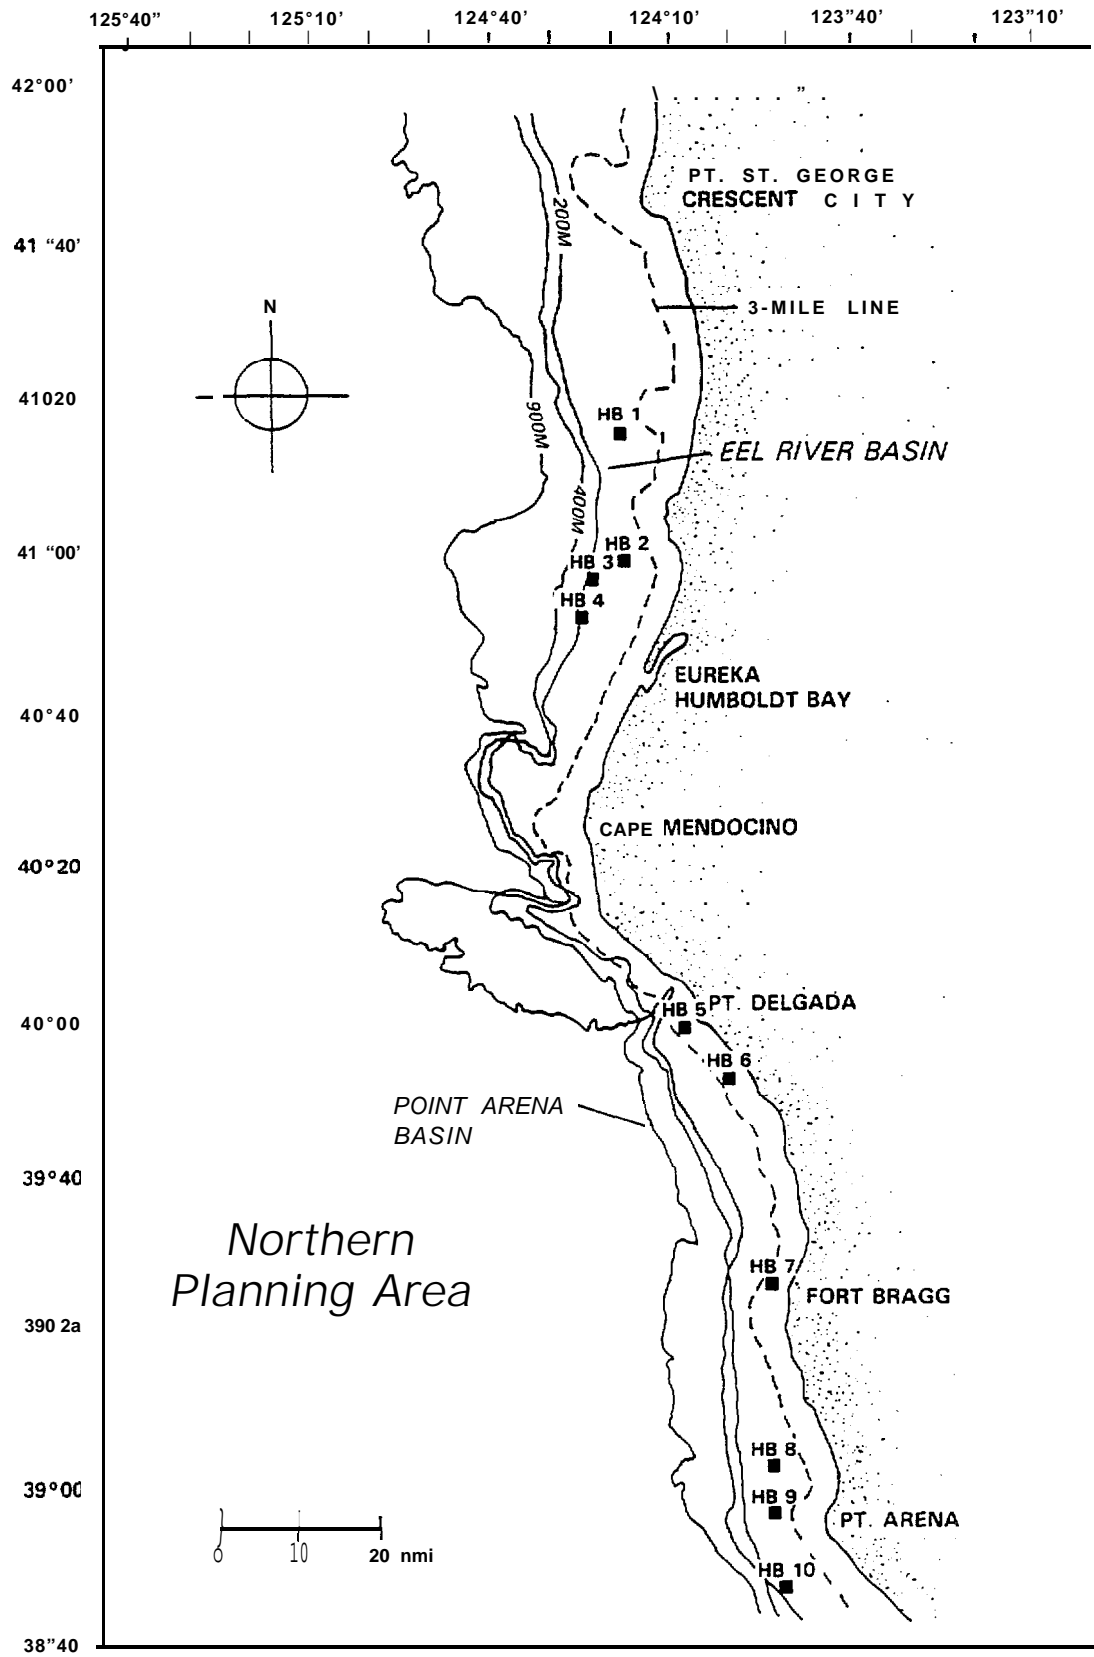 125°40” 125°10’ 124°40’ 124°10’ 123”40’ 123”10’
42°00’
PT. ST. GEORGE
CRESCENT CITY
200M
41 “40’
N
3-MILE LINE
41020
900M
HB 1
EEL RIVER BASIN
400M
41 “00’
HB 2
HB 3
HB 4
EUREKA
HUMBOLDT BAY
40°40’
CAPE MENDOCINO
40°20
PT. DELGADA
HB 5
40°00’
HB 6
POINT ARENA
BASIN
39°40
Northern
Planning Area
HB 7
FORT BRAGG
390 2a
HB 8
39°00
HB 9
PT. ARENA
0 10 20 nmi
HB 10
38”40